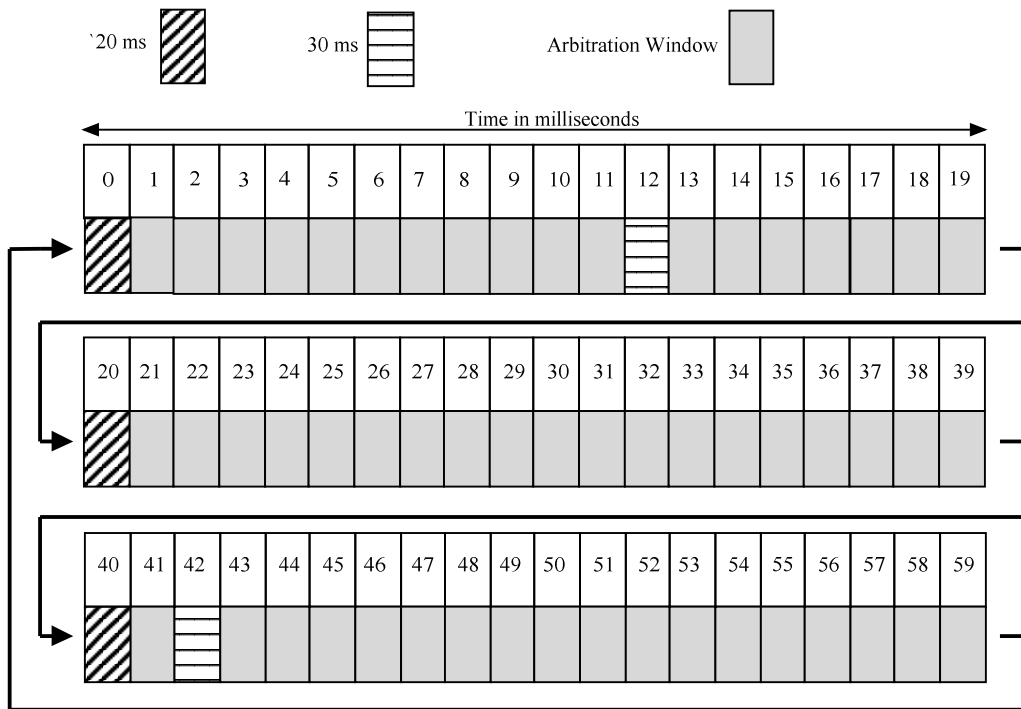 `20 ms 30 ms Arbitration Window
Time in milliseconds
0 1 2 3 4 5 6 7 8 9 10 11 12 13 14 15 16 17 18 19
20 21 22 23 24 25 26 27 28 29 30 31 32 33 34 35 36 37 38 39
40 41 42 43 44 45 46 47 48 49 50 51 52 53 54 55 56 57 58 59